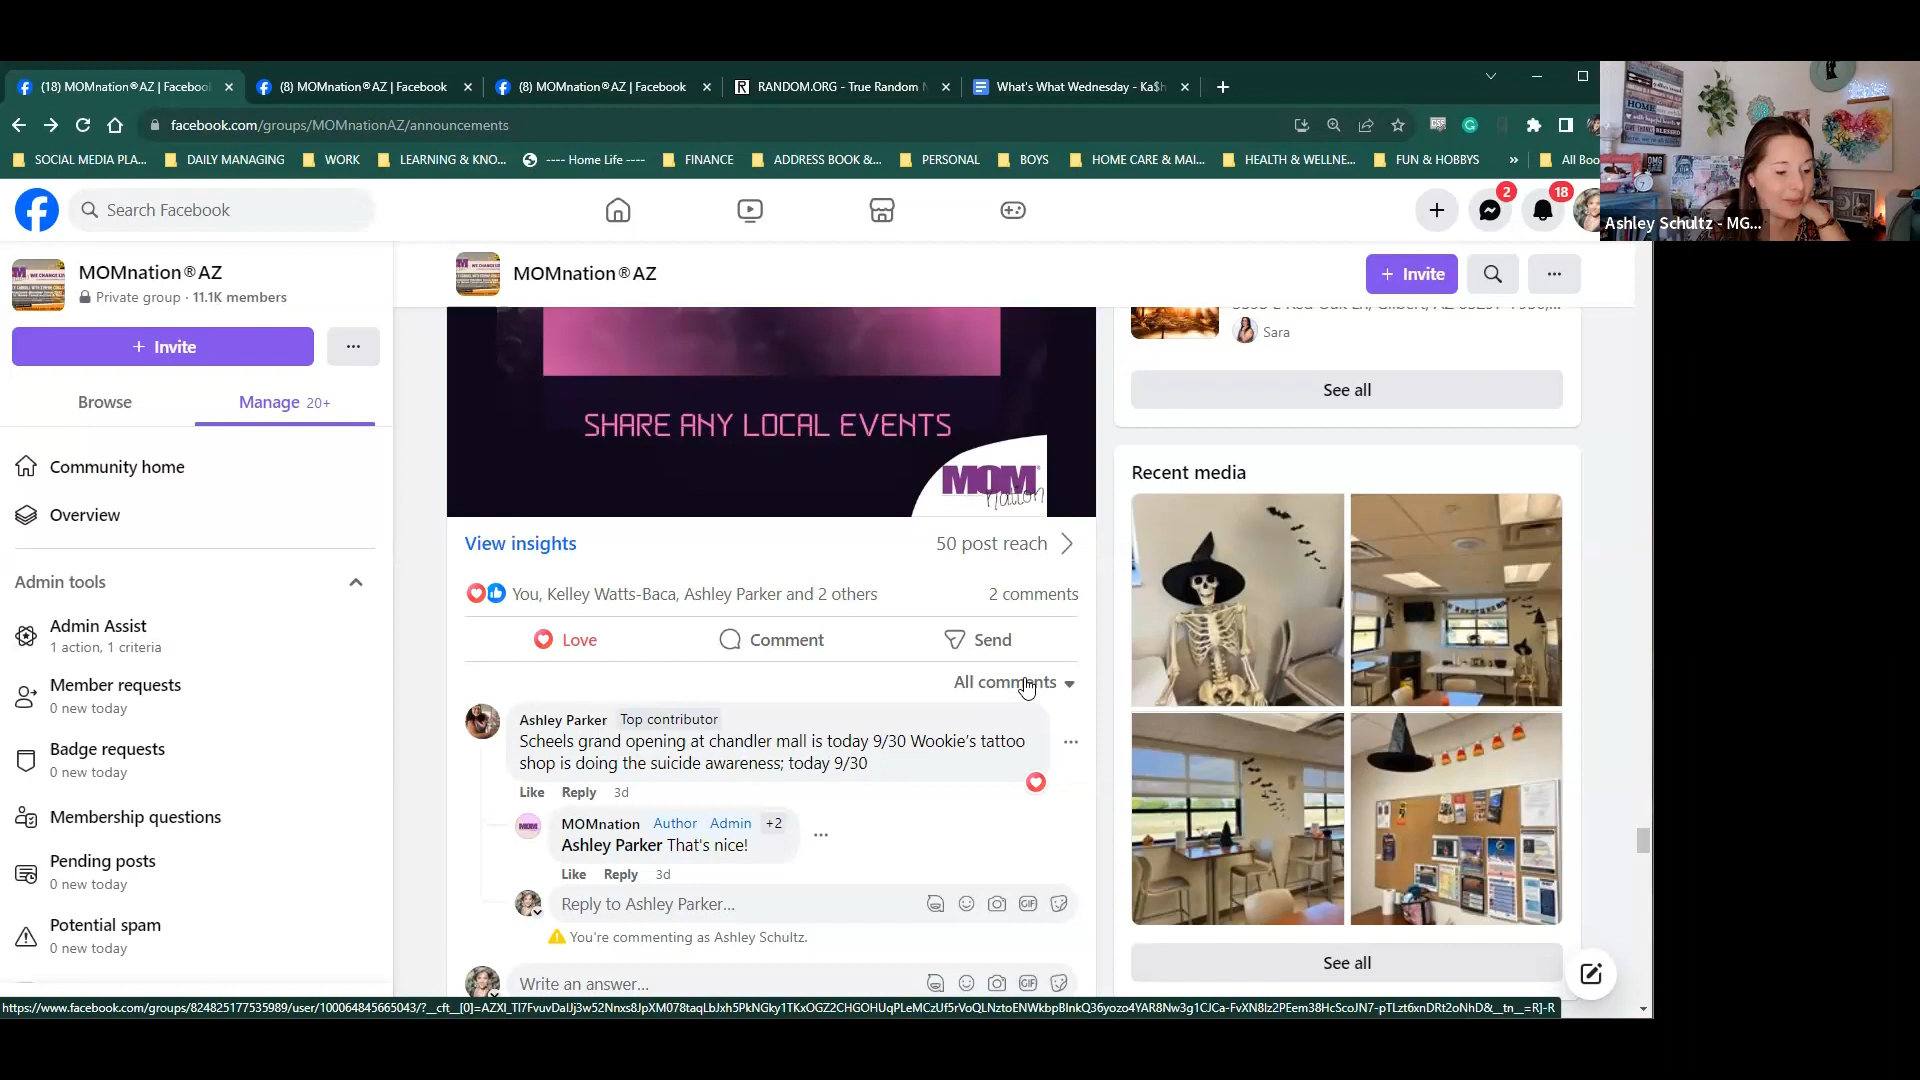 (18) MOMnation®AZ | Facebook
(8) MOMnation®AZ | Facebook
(8) MOMnation®AZ | Facebook
RANDOM.ORG - True Random
What's What Wednesday - Ka$h
facebook.com/groups/MOMnationAZ/announcements
SOCIAL MEDIA PLA...
DAILY MANAGING
WORK
LEARNING & KNO...
---- Home Life ----
FINANCE
ADDRESS BOOK &...
PERSONAL
BOYS
HOME CARE & MAI...
HEALTH & WELLNE...
FUN & HOBBYS
»
All Boo
Ashley Schultz - MG...
Search Facebook
2
18
MOMnation®AZ
Private group · 11.1K members
+ Invite
...
Browse
Manage 20+
Community home
Overview
Admin tools
Admin Assist
1 action, 1 criteria
Member requests
0 new today
Badge requests
0 new today
Membership questions
Pending posts
0 new today
Potential spam
0 new today
MOMnation®AZ
+ Invite
...
SHARE ANY LOCAL EVENTS
MOM
nation
View insights
50 post reach
You, Kelley Watts-Baca, Ashley Parker and 2 others
2 comments
Love
Comment
Send
All comments
Ashley Parker Top contributor
Scheels grand opening at chandler mall is today 9/30 Wookie's tattoo
shop is doing the suicide awareness; today 9/30
Like Reply 3d
MOMnation Author Admin +2
Ashley Parker That's nice!
Like Reply 3d
Reply to Ashley Parker...
GIF
You're commenting as Ashley Schultz.
Write an answer...
GIF
Sara
See all
Recent media
See all